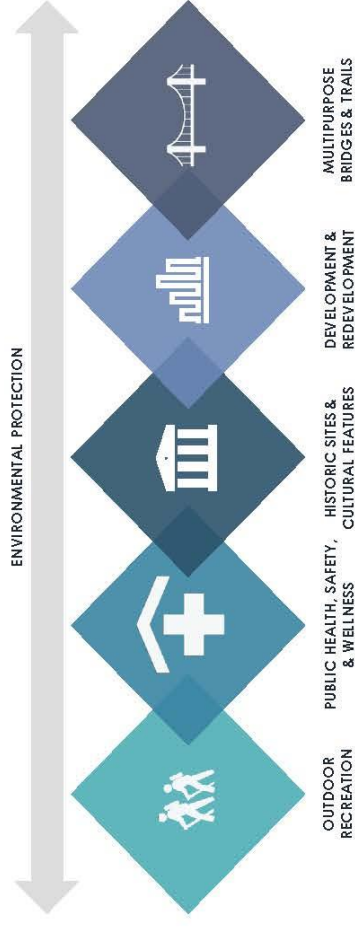 ENVIRONMENTAL PROTECTION
OUTDOOR
RECREATION
PUBLIC HEALTH, SAFETY,
& WELLNESS
HISTORIC SITES &
CULTURAL FEATURES
DEVELOPMENT &
REDEVELOPMENT
MULTIPURPOSE
BRIDGES & TRAILS